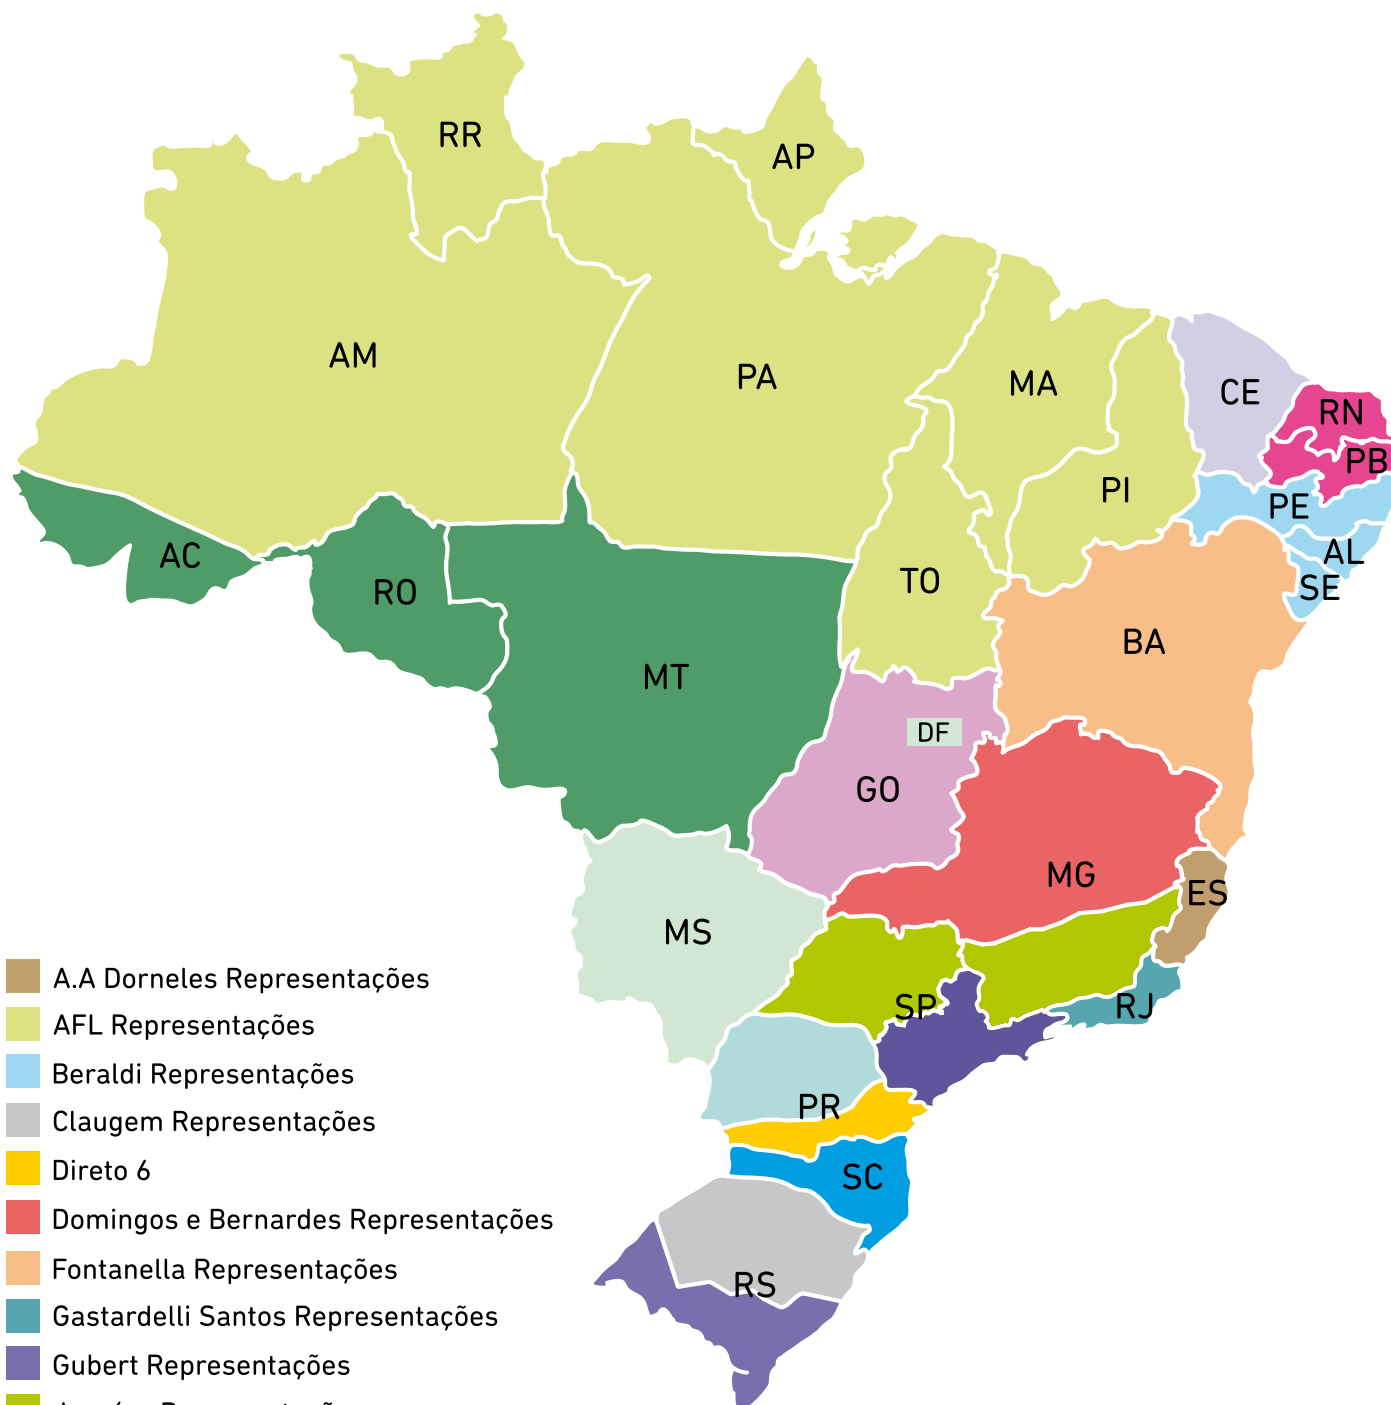 RR
AP
AM
PA
MA
CE
RN
PB
PI
PE
AL
AC
TO
SE
RO
BA
MT
DF
GO
MG
ES
MS
SP
RJ
PR
SC
RS
A.A Dorneles Representações
AFL Representações
Beraldi Representações
Claugem Representações
Direto 6
Domingos e Bernardes Representações
Fontanella Representações
Gastardelli Santos Representações
Gubert Representações